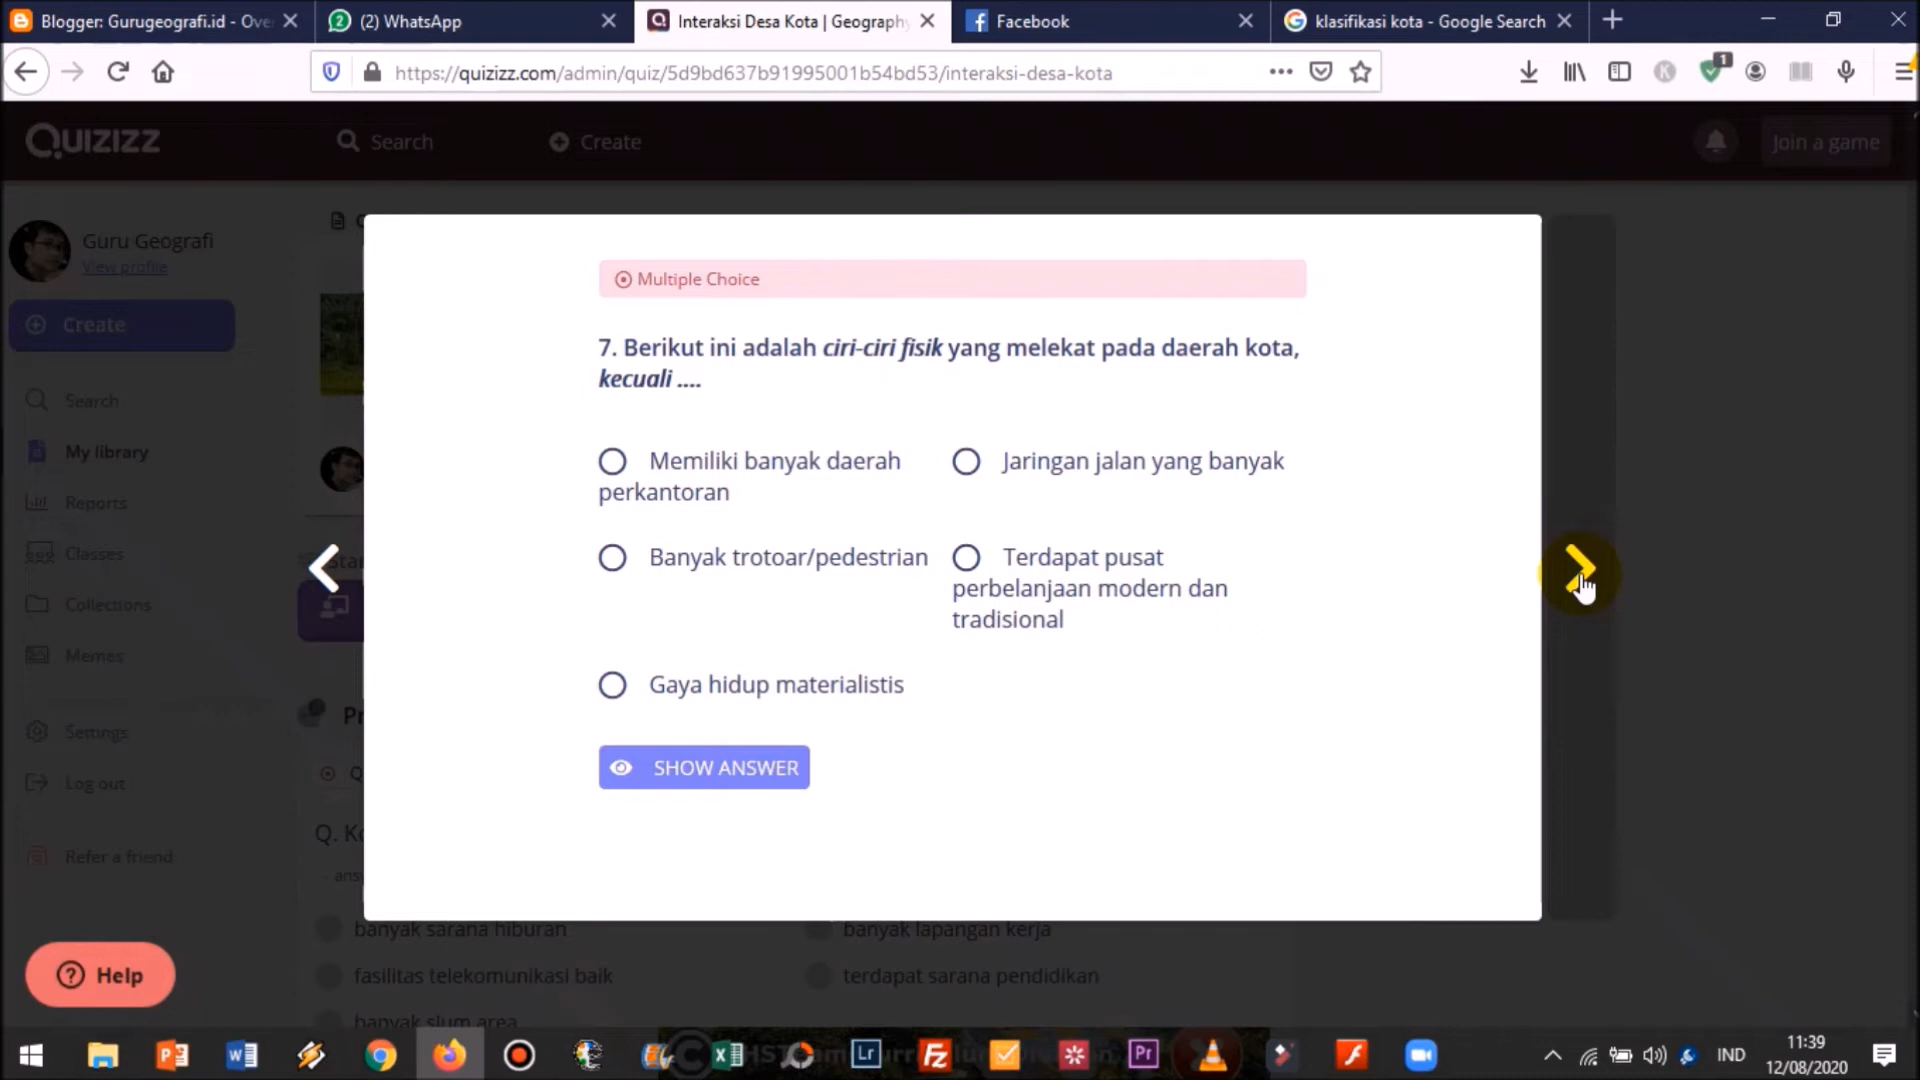 Blogger: Gurugeografi.id - Over
(2) WhatsApp
Interaksi Desa Kota | Geography
Facebook
klasifikasi kota - Google Search
https://quizizz.com/admin/quiz/5d9bd637b91995001b54bd53/interaksi-desa-kota
1
QUIZIZZ
Search
Create
Join a game
Guru Geografi
View profile
Create
Search
My library
Reports
Classes
Collections
Memes
Settings
Log out
Refer a friend
Help
Multiple Choice
7. Berikut ini adalah ciri-ciri fisik yang melekat pada daerah kota,
kecuali ....
Memiliki banyak daerah
perkantoran
Jaringan jalan yang banyak
Banyak trotoar/pedestrian
Terdapat pusat
perbelanjaan modern dan
tradisional
Gaya hidup materialistis
SHOW ANSWER
banyak sarana hiburan
banyak lapangan kerja
fasilitas telekomunikasi baik
terdapat sarana pendidikan
banyak slum area
IND
11:39
12/08/2020